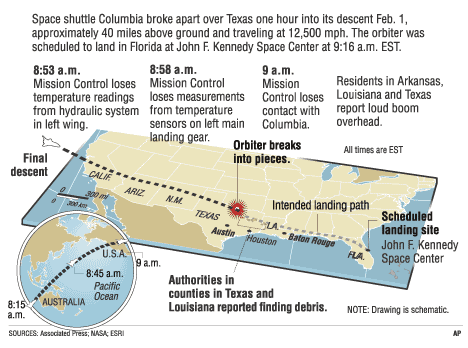 Space shuttle Columbia broke apart over Texas one hour into its descent Feb. 1,
approximately 40 miles above ground and traveling at 12,500 mph. The orbiter was
scheduled to land in Florida at John F. Kennedy Space Center at 9:16 a.m. EST.
8:53 a.m.
Mission Control loses
temperature readings
from hydraulic system
in left wing.
8:58 a.m.
Mission Control
loses
measurements
from temperature
sensors on left main
landing gear.
9 a.m.
Mission
Control loses
contact with
Columbia.
Residents in Arkansas,
Louisiana and Texas
report loud boom
overhead.
All times are EST
Orbiter breaks
into pieces.
Final
descent
CALIF.
ARIZ.
N.M.
TEXAS
LA.
FLA.
0 300 mi
0 300 km
Intended landing path
Austin
Houston
Baton Rouge
Scheduled
landing site
John F. Kennedy
Space Center
U.S.A.
9 a.m.
8:45 a.m.
Pacific
Ocean
8:15
a.m.
AUSTRALIA
Authorities in
counties in Texas and
Louisiana reported finding debris.
NOTE: Drawing is schematic.
SOURCES: Associated Press; NASA; ESRI
AP